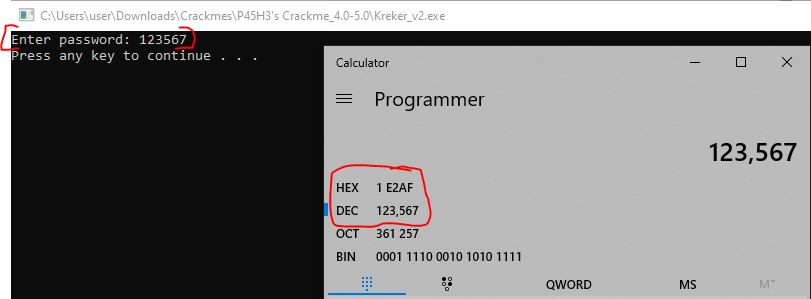 C:\Users\user\Downloads\Crackmes\P45H3's Crackme_4.0-5.0\Kreker_v2.exe
Enter password: 123567
Press any key to continue . . .
Calculator
Programmer
123,567
HEX 1 E2AF
DEC 123,567
OCT 361 257
BIN 0001 1110 0010 1010 1111
QWORD MS M˅